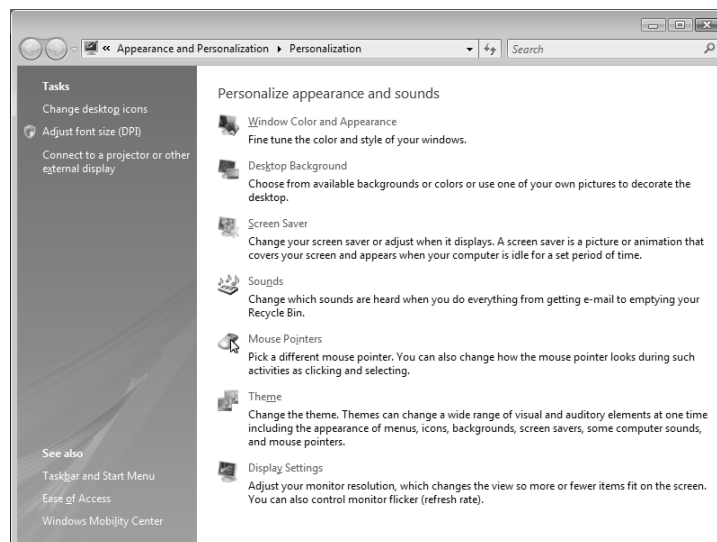 « Appearance and Personalization ▸ Personalization
Search
Tasks
Change desktop icons
Adjust font size (DPI)
Connect to a projector or other
external display
See also
Taskbar and Start Menu
Ease of Access
Windows Mobility Center
Personalize appearance and sounds
Window Color and Appearance
Fine tune the color and style of your windows.
Desktop Background
Choose from available backgrounds or colors or use one of your own pictures to decorate the
desktop.
Screen Saver
Change your screen saver or adjust when it displays. A screen saver is a picture or animation that
covers your screen and appears when your computer is idle for a set period of time.
Sounds
Change which sounds are heard when you do everything from getting e-mail to emptying your
Recycle Bin.
Mouse Pointers
Pick a different mouse pointer. You can also change how the mouse pointer looks during such
activities as clicking and selecting.
Theme
Change the theme. Themes can change a wide range of visual and auditory elements at one time
including the appearance of menus, icons, backgrounds, screen savers, some computer sounds,
and mouse pointers.
Display Settings
Adjust your monitor resolution, which changes the view so more or fewer items fit on the screen.
You can also control monitor flicker (refresh rate).